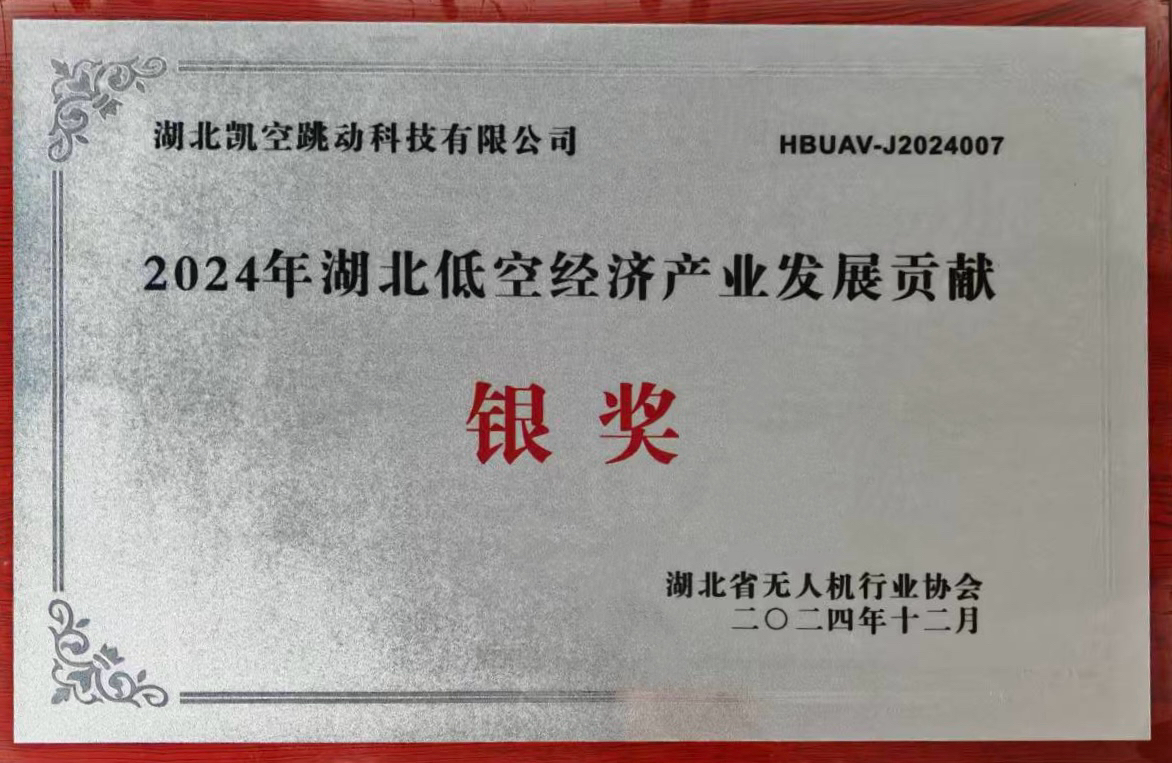 湖北凯空跳动科技有限公司 HBUAV-J2024007
2024年湖北低空经济产业发展贡献
银奖
湖北省无人机行业协会
二〇二四年十二月